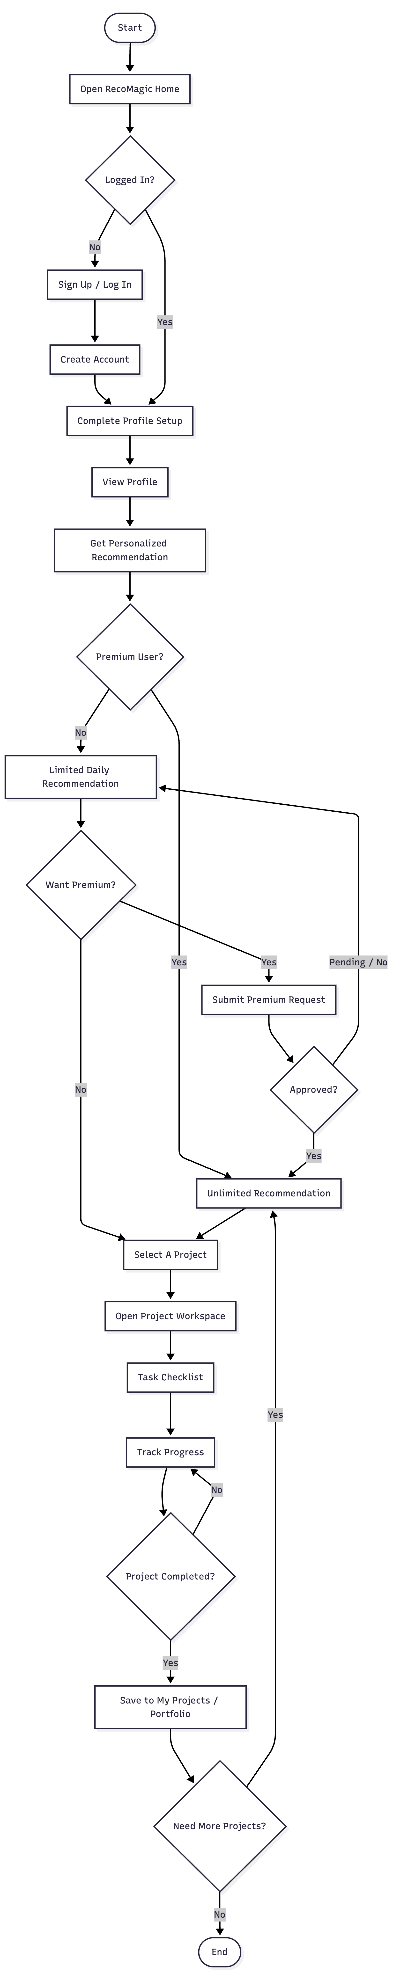 Start
Open RecoMagic Home
Logged In?
No
Sign Up / Log In
Yes
Create Account
Complete Profile Setup
View Profile
Get Personalized
Recommendation
Premium User?
No
Limited Daily
Recommendation
Want Premium?
Yes
Yes
Pending / No
Submit Premium Request
No
Approved?
Yes
Unlimited Recommendation
Select A Project
Open Project Workspace
Task Checklist
Yes
Track Progress
No
Project Completed?
Yes
Save to My Projects /
Portfolio
Need More Projects?
No
End